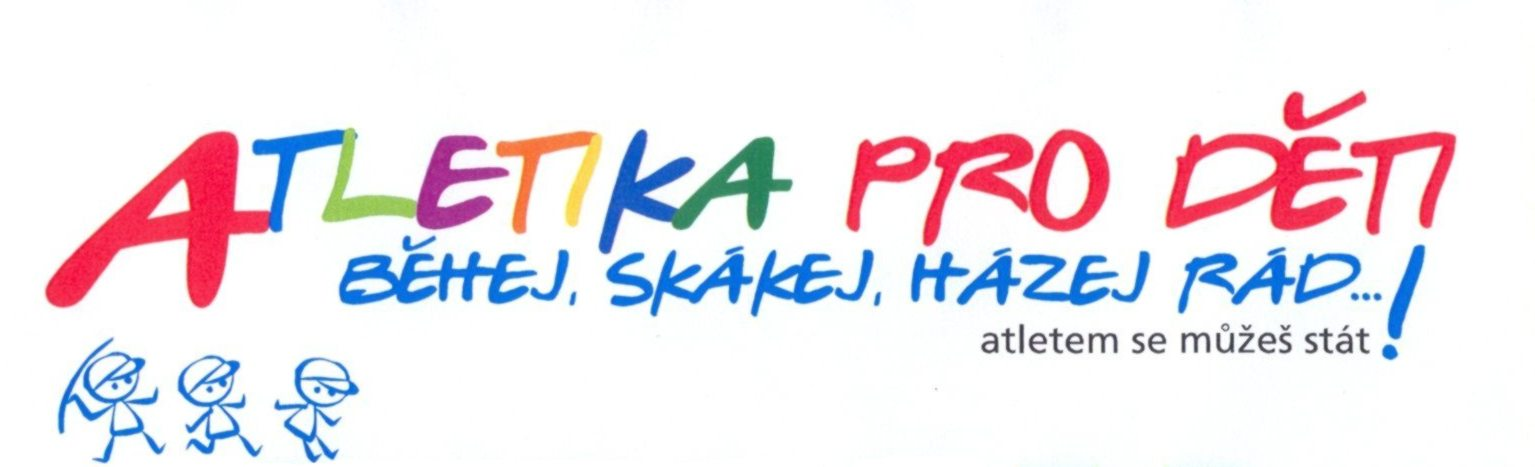 ATLETIKA PRO DĚTI
BĚHEJ, SKÁKEJ, HÁZEJ RÁD...!
atletem se můžeš stát